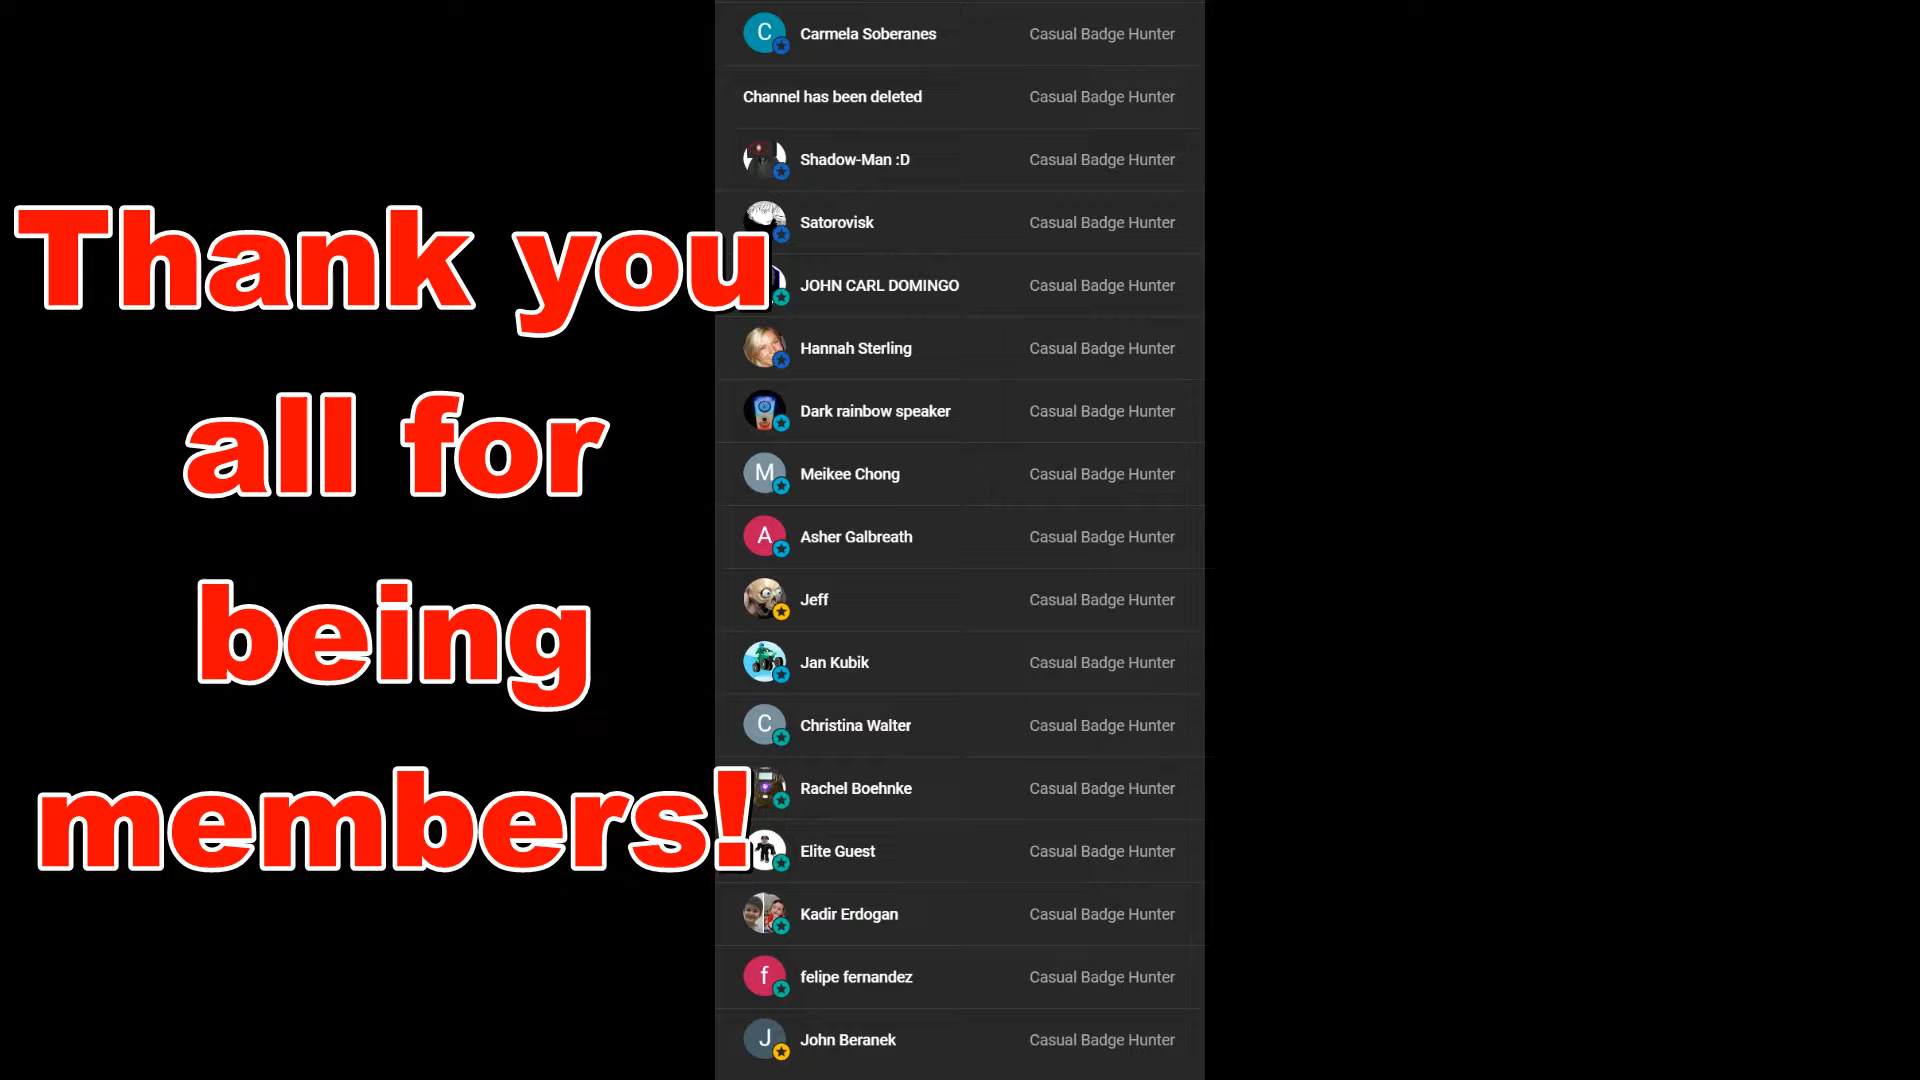 Thank you
all for
being
members!
C Carmela Soberanes Casual Badge Hunter
Channel has been deleted Casual Badge Hunter
Shadow-Man :D Casual Badge Hunter
Satorovisk Casual Badge Hunter
JOHN CARL DOMINGO Casual Badge Hunter
Hannah Sterling Casual Badge Hunter
Dark rainbow speaker Casual Badge Hunter
M Meikee Chong Casual Badge Hunter
A Asher Galbreath Casual Badge Hunter
Jeff Casual Badge Hunter
Jan Kubik Casual Badge Hunter
C Christina Walter Casual Badge Hunter
Rachel Boehnke Casual Badge Hunter
Elite Guest Casual Badge Hunter
Kadir Erdogan Casual Badge Hunter
f felipe fernandez Casual Badge Hunter
J John Beranek Casual Badge Hunter